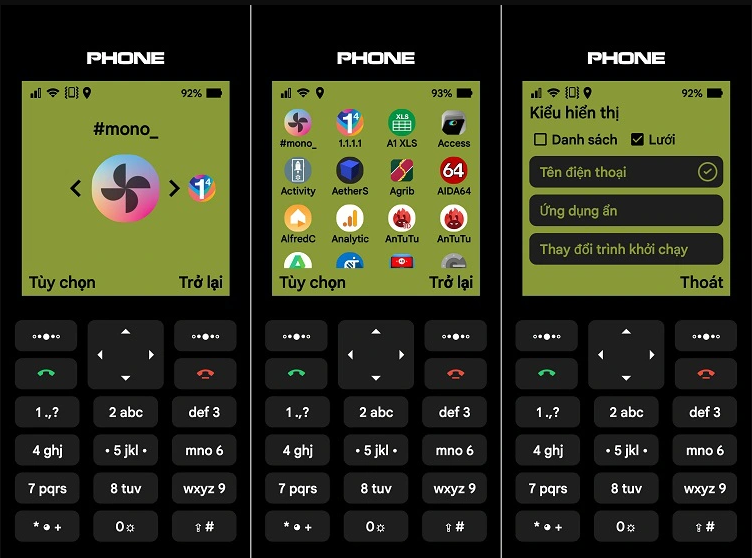 PHONE
92%
#mono_
Tùy chọn Trở lại
1 .,? 2 abc def 3
4 ghj • 5 jkl • mno 6
7 pqrs 8 tuv wxyz 9
* + 0 #
PHONE
93%
#mono_ 1.1.1.1 A1 XLS Access
Activity AetherS Agrib AIDA64
AlfredC Analytic AnTuTu AnTuTu
Tùy chọn Trở lại
1 .,? 2 abc def 3
4 ghj • 5 jkl • mno 6
7 pqrs 8 tuv wxyz 9
* + 0 #
PHONE
92%
Kiểu hiển thị
Danh sách Lưới
Tên điện thoại
Ứng dụng ẩn
Thay đổi trình khởi chạy
Thoát
1 .,? 2 abc def 3
4 ghj • 5 jkl • mno 6
7 pqrs 8 tuv wxyz 9
* + 0 #